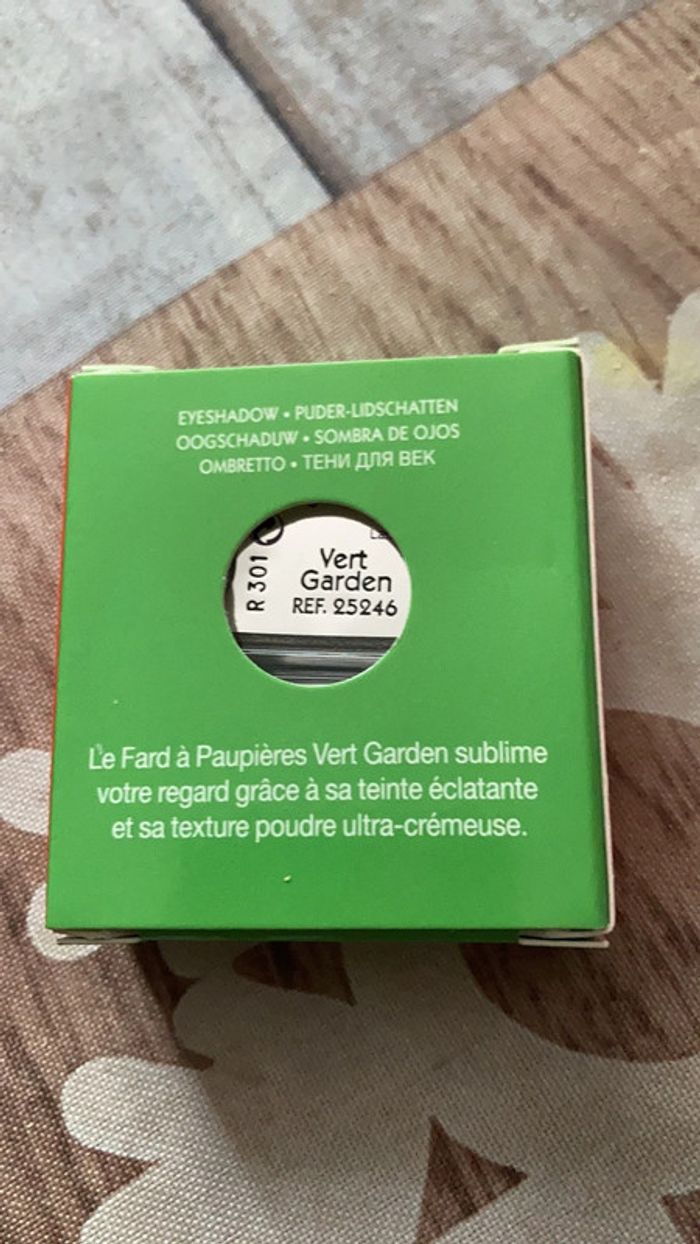 EYESHADOW • PUDER-LIDSCHATTEN
OOGSCHADUW • SOMBRA DE OJOS
OMBRETTO • ТЕНИ ДЛЯ ВЕК
R 301
Vert
Garden
REF. 25246
Le Fard à Paupières Vert Garden sublime
votre regard grâce à sa teinte éclatante
et sa texture poudre ultra-crémeuse.